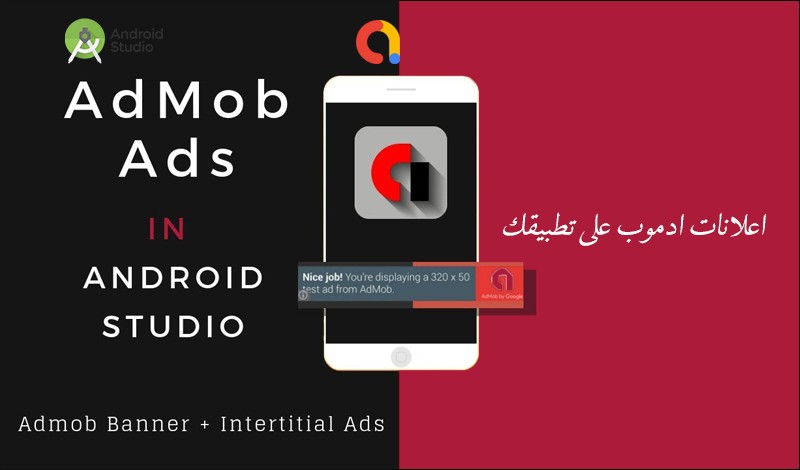 Android
Studio
AdMob
Ads
IN
ANDROID
STUDIO
Nice job! You're displaying a 320 x 50
test ad from AdMob.
AdMob by Google
اعلانات ادموب على تطبيقك
Admob Banner + Intertitial Ads